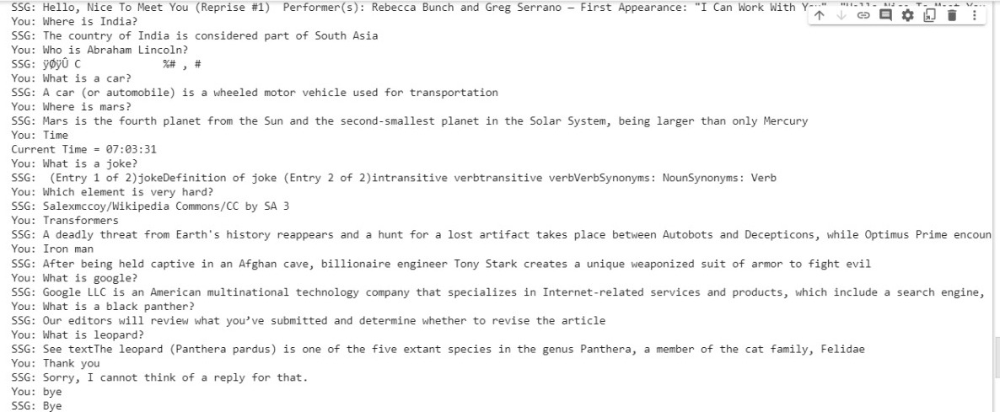 SSG: Hello, Nice To Meet You (Reprise #1)  Performer(s): Rebecca Bunch and Greg Serrano – First Appearance: "I Can Work With
You: Where is India?
SSG: The country of India is considered part of South Asia
You: Who is Abraham Lincoln?
SSG: ÿØÿÛ C %# , #
You: What is a car?
SSG: A car (or automobile) is a wheeled motor vehicle used for transportation
You: Where is mars?
SSG: Mars is the fourth planet from the Sun and the second-smallest planet in the Solar System, being larger than only Mercury
You: Time
Current Time = 07:03:31
You: What is a joke?
SSG:  (Entry 1 of 2)jokeDefinition of joke (Entry 2 of 2)intransitive verbtransitive verbVerbSynonyms: NounSynonyms: Verb
You: Which element is very hard?
SSG: Salexmccoy/Wikipedia Commons/CC by SA 3
You: Transformers
SSG: A deadly threat from Earth's history reappears and a hunt for a lost artifact takes place between Autobots and Decepticons, while Optimus Prime encoun
You: Iron man
SSG: After being held captive in an Afghan cave, billionaire engineer Tony Stark creates a unique weaponized suit of armor to fight evil
You: What is google?
SSG: Google LLC is an American multinational technology company that specializes in Internet-related services and products, which include a search engine,
You: What is a black panther?
SSG: Our editors will review what you’ve submitted and determine whether to revise the article
You: What is leopard?
SSG: See textThe leopard (Panthera pardus) is one of the five extant species in the genus Panthera, a member of the cat family, Felidae
You: Thank you
SSG: Sorry, I cannot think of a reply for that.
You: bye
SSG: Bye